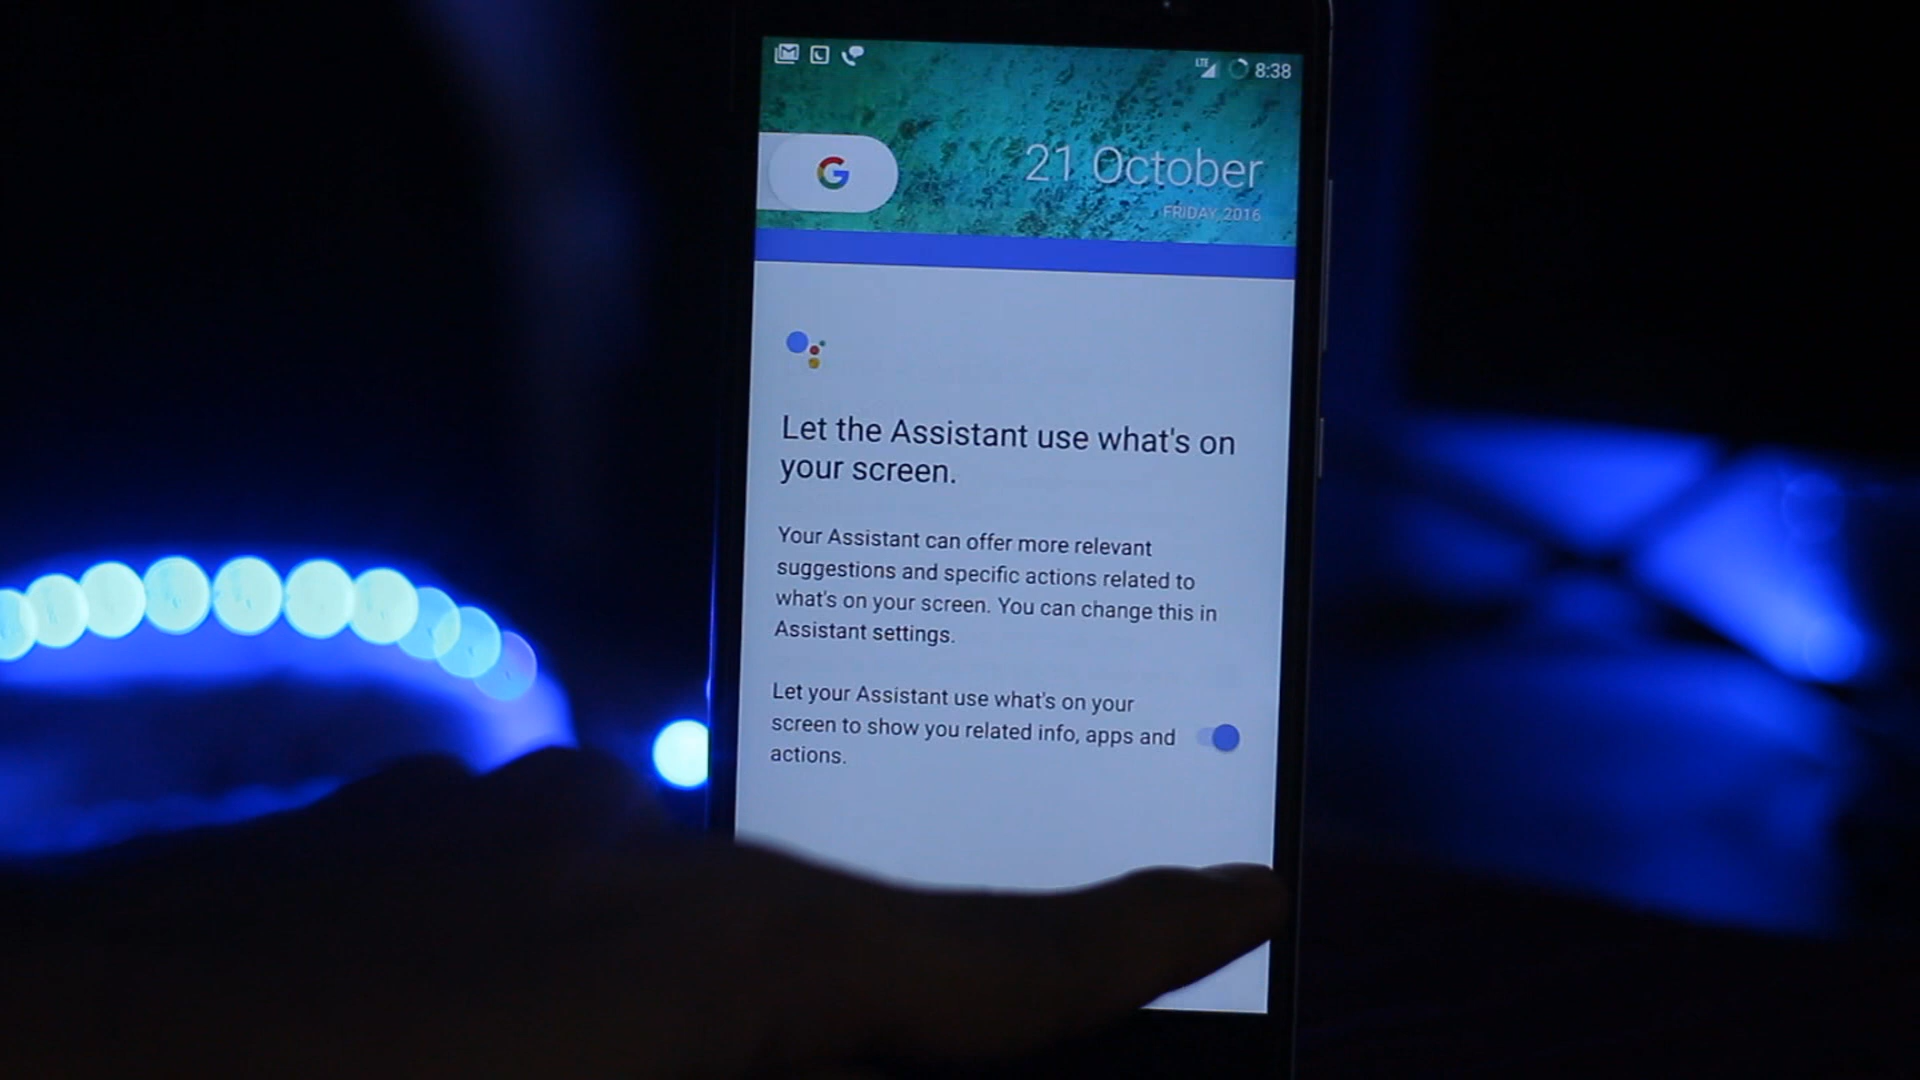 LTE 8:38
G
21 October
FRIDAY, 2016
Let the Assistant use what's on
your screen.
Your Assistant can offer more relevant
suggestions and specific actions related to
what's on your screen. You can change this in
Assistant settings.
Let your Assistant use what's on your
screen to show you related info, apps and
actions.